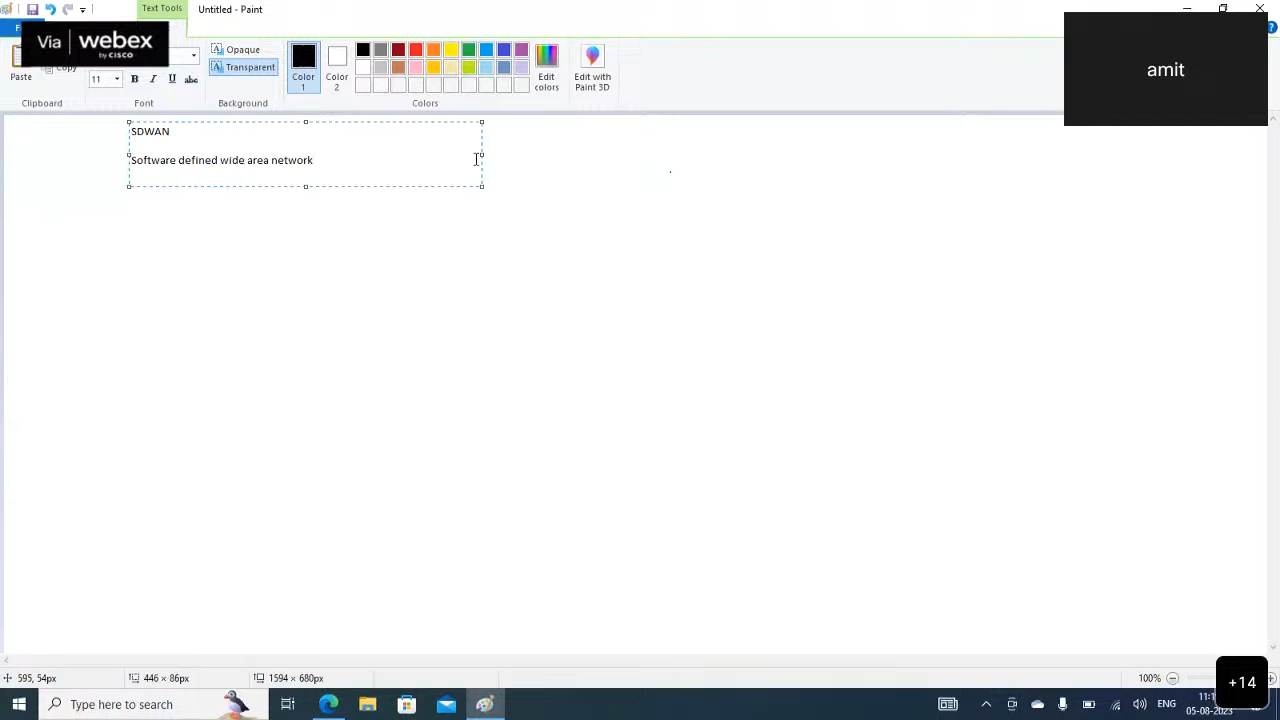 Text Tools
Untitled - Paint
Via webex
by CISCO
Paste
Copy
11
B I U abc
Opaque
Transparent
Color 1
Color 2
Edit colors
Edit with Paint 3D
Clipboard
Font
Background
Colors
amit
SDWAN
Software defined wide area network
595, 54px
446 × 86px
1594 × 680px
100%
+14
Type here to search
ENG
05-08-2023